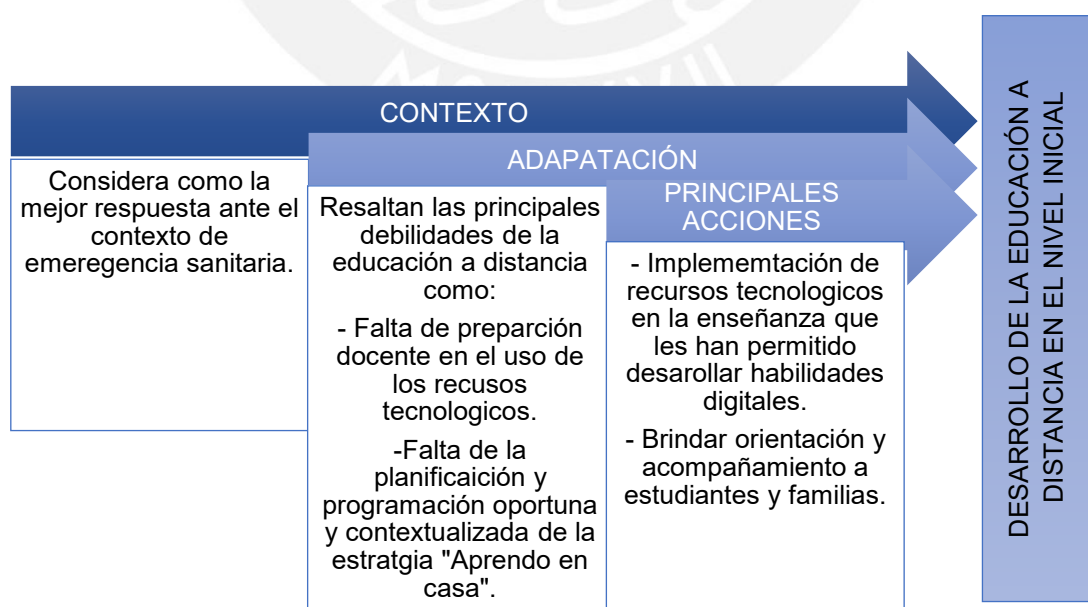 CONTEXTO
Considera como la
mejor respuesta ante el
contexto de
emeregencia sanitaria.
ADAPATACIÓN
Resaltan las principales
debilidades de la
educación a distancia
como:
- Falta de preparción
docente en el uso de
los recusos
tecnologicos.
-Falta de la
planificaición y
programación oportuna
y contextualizada de la
estratgia "Aprendo en
casa".
PRINCIPALES
ACCIONES
- Implememtación de
recursos tecnologicos
en la enseñanza que
les han permitido
desarollar habilidades
digitales.
- Brindar orientación y
acompañamiento a
estudiantes y familias.
DESARROLLO DE LA EDUCACIÓN A
DISTANCIA EN EL NIVEL INICIAL